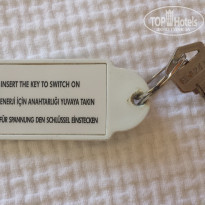 TOP Hotels
INSERT THE KEY TO SWITCH ON
ENERJİ İÇİN ANAHTARLIĞI YUVAYA TAKIN
FÜR SPANNUNG DEN SCHLÜSSEL EINSTECKEN